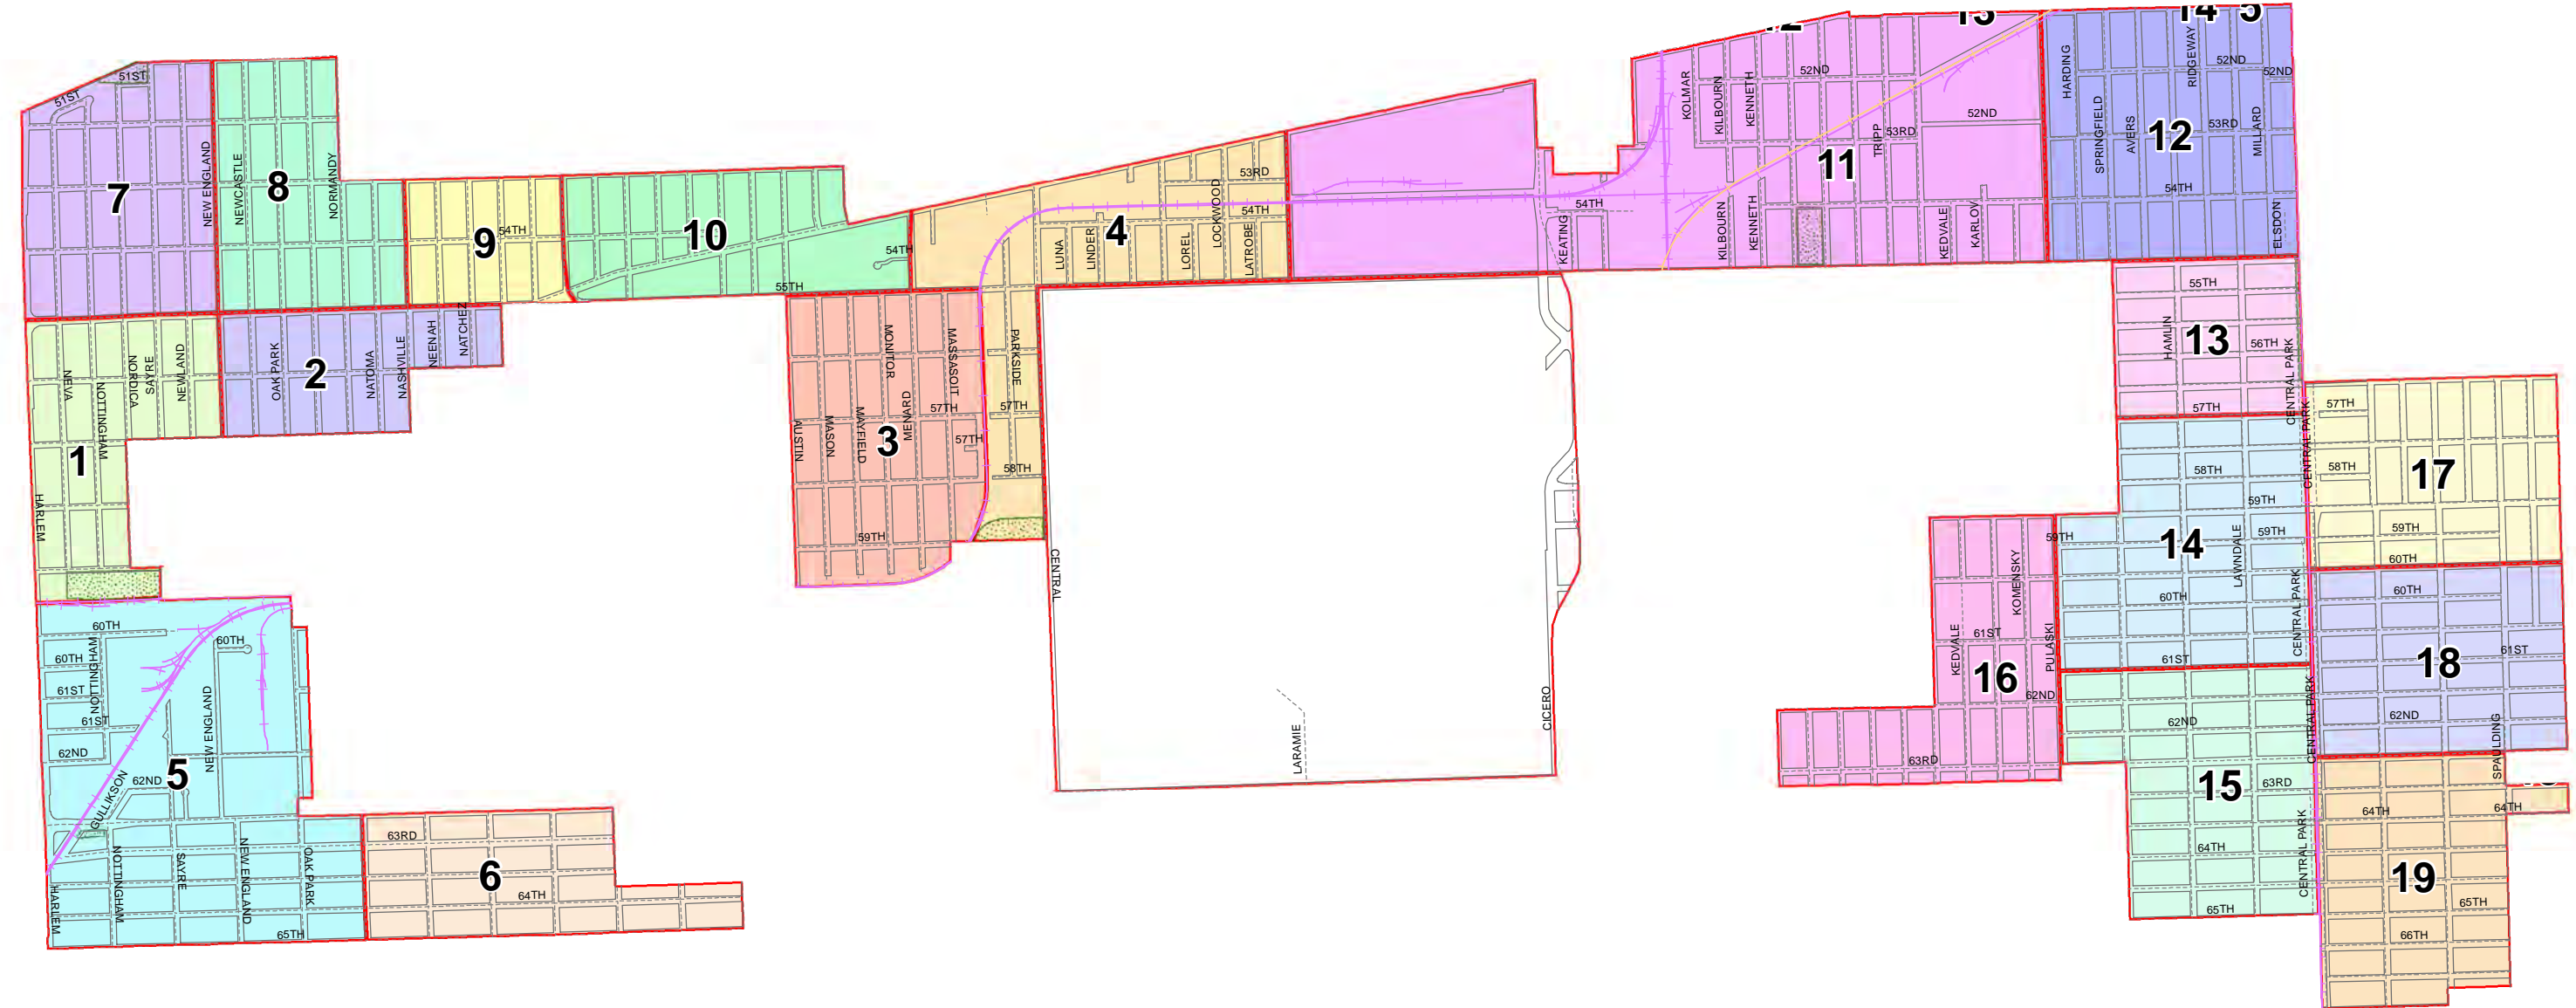 51ST
51ST
7
NEW ENGLAND
NEWCASTLE
8
NORMANDY
9
54TH
10
54TH
55TH
4
53RD
54TH
LUNA
LINDER
LOREL
LOCKWOOD
LATROBE
KEATING
54TH
KOLMAR
KILBOURN
KENNETH
52ND
TRIPP
53RD
52ND
11
KILBOURN
KENNETH
KEDVALE
KARLOV
HARDING
SPRINGFIELD
AVERS
RIDGEWAY
14
5
52ND
52ND
53RD
MILLARD
12
54TH
ELSDON
NEVA
NOTTINGHAM
NORDICA
SAYRE
NEWLAND
1
HARLEM
OAK PARK
2
NATOMA
NASHVILLE
NEENAH
NATCHEZ
AUSTIN
MASON
MAYFIELD
MONITOR
MENARD
MASSASOIT
3
57TH
57TH
59TH
PARKSIDE
57TH
58TH
CENTRAL
LARAMIE
CICERO
55TH
HAMLIN
13
56TH
CENTRAL PARK
57TH
58TH
59TH
59TH
59TH
14
LAWNDALE
60TH
CENTRAL PARK
61ST
CENTRAL PARK
57TH
58TH
17
59TH
60TH
60TH
18
61ST
62ND
SPAULDING
CENTRAL PARK
KOMENSKY
61ST
KEDVALE
PULASKI
16
62ND
63RD
62ND
15
63RD
64TH
CENTRAL PARK
65TH
64TH
64TH
19
65TH
66TH
60TH
60TH
60TH
NOTTINGHAM
61ST
61ST
62ND
62ND
GULLIKSON
5
NEW ENGLAND
HARLEM
NOTTINGHAM
SAYRE
NEW ENGLAND
OAK PARK
65TH
63RD
6
64TH